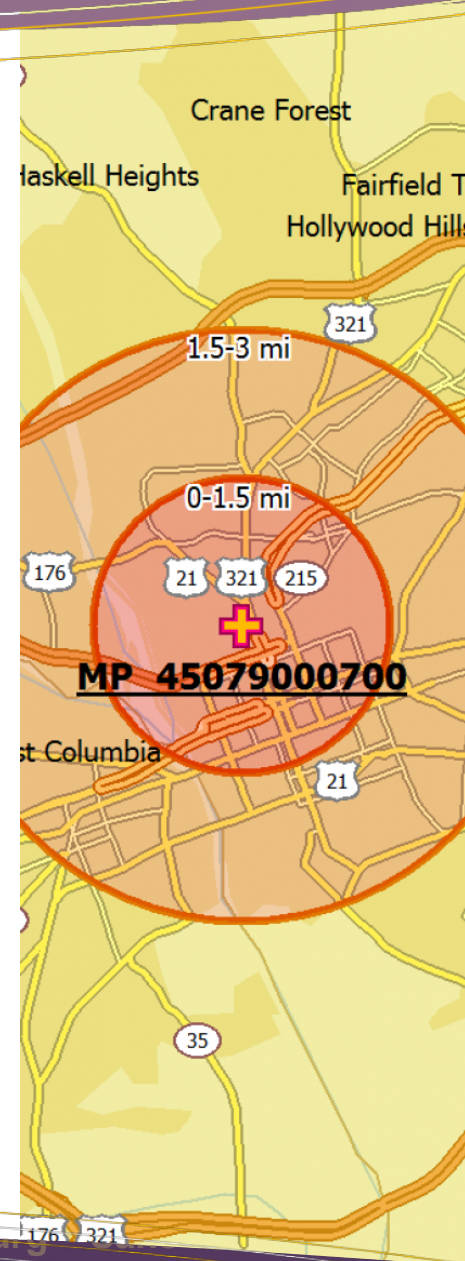 Crane Forest
Haskell Heights
Fairfield T
Hollywood Hills
321
1.5-3 mi
0-1.5 mi
176
21
321
215
MP 45079000700
st Columbia
21
35
176
321